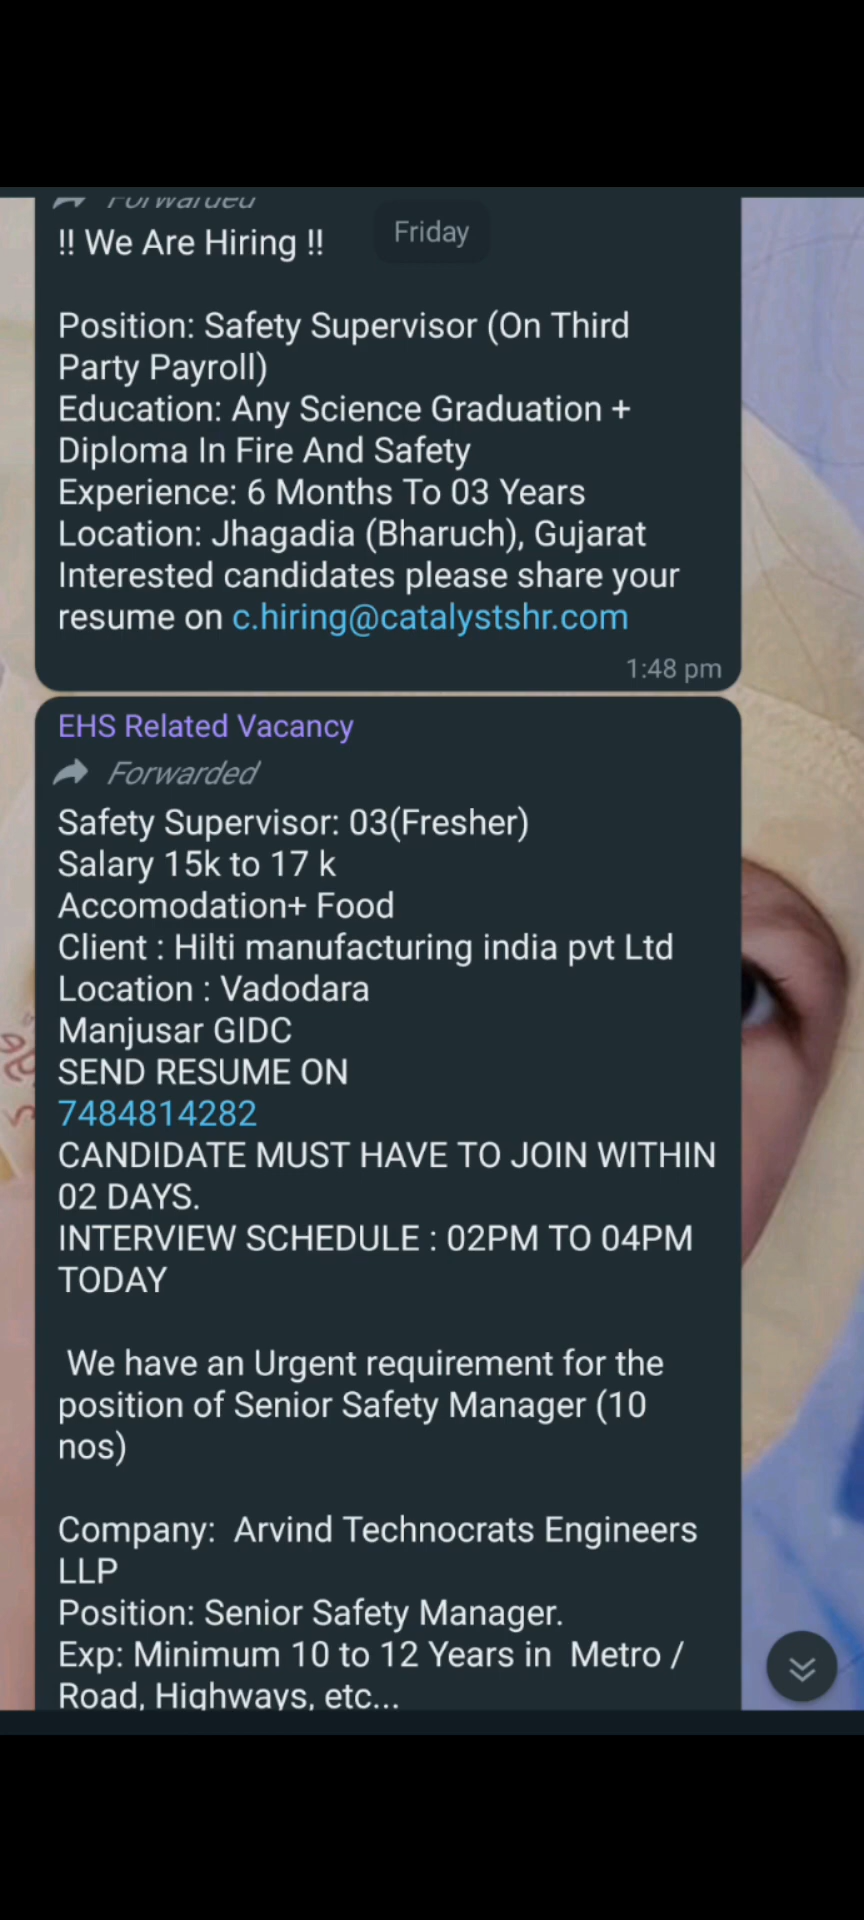 Forwarded
Friday
!! We Are Hiring !!
Position: Safety Supervisor (On Third
Party Payroll)
Education: Any Science Graduation +
Diploma In Fire And Safety
Experience: 6 Months To 03 Years
Location: Jhagadia (Bharuch), Gujarat
Interested candidates please share your
resume on c.hiring@catalystshr.com
1:48 pm
EHS Related Vacancy
Forwarded
Safety Supervisor: 03(Fresher)
Salary 15k to 17 k
Accomodation+ Food
Client : Hilti manufacturing india pvt Ltd
Location : Vadodara
Manjusar GIDC
SEND RESUME ON
7484814282
CANDIDATE MUST HAVE TO JOIN WITHIN
02 DAYS.
INTERVIEW SCHEDULE : 02PM TO 04PM
TODAY
We have an Urgent requirement for the
position of Senior Safety Manager (10
nos)
Company:  Arvind Technocrats Engineers
LLP
Position: Senior Safety Manager.
Exp: Minimum 10 to 12 Years in  Metro /
Road, Highways, etc...